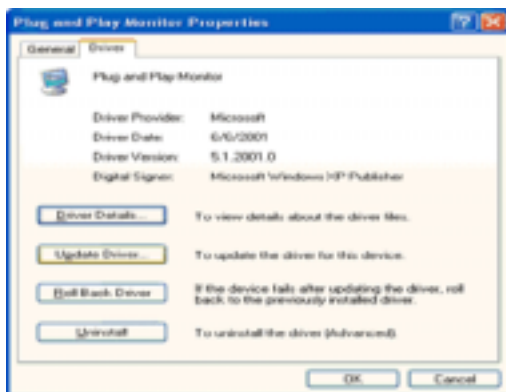 Plug and Play Monitor Properties
General Driver
Plug and Play Monitor
Driver Provider: Microsoft
Driver Date: 6/6/2001
Driver Version: 5.1.2001.0
Digital Signer: Microsoft Windows XP Publisher
Driver Details... To view details about the driver files.
Update Driver... To update the driver for this device.
Roll Back Driver If the device fails after updating the driver, roll
back to the previously installed driver.
Uninstall To uninstall the driver (Advanced).
OK Cancel